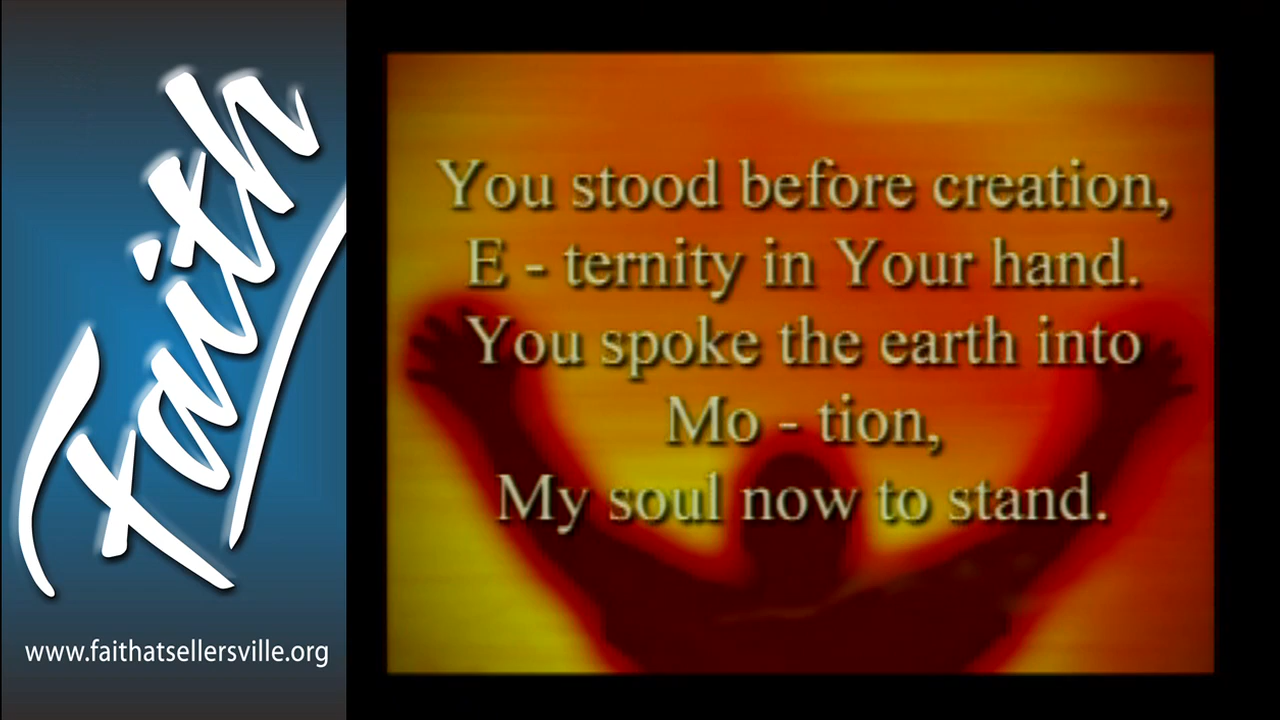 Faith
www.faithatsellersville.org
You stood before creation,
E - ternity in Your hand.
You spoke the earth into
Mo - tion,
My soul now to stand.